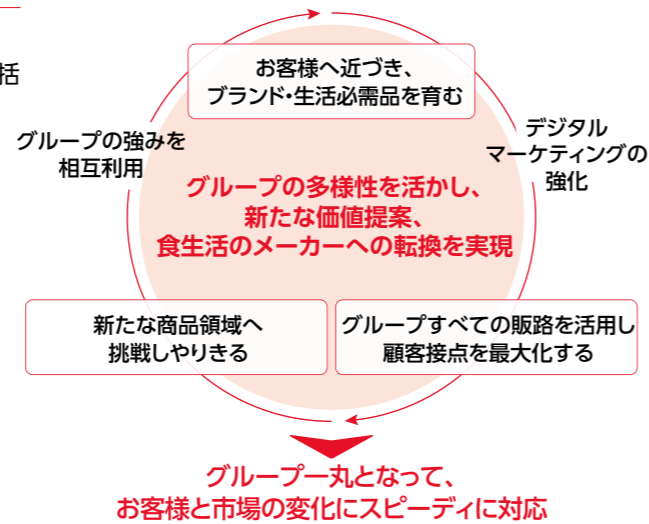 括
お客様へ近づき、
ブランド・生活必需品を育む
グループの強みを
相互利用
デジタル
マーケティングの
強化
グループの多様性を活かし、
新たな価値提案、
食生活のメーカーへの転換を実現
新たな商品領域へ
挑戦しやりきる
グループすべての販路を活用し
顧客接点を最大化する
グループ一丸となって、
お客様と市場の変化にスピーディに対応